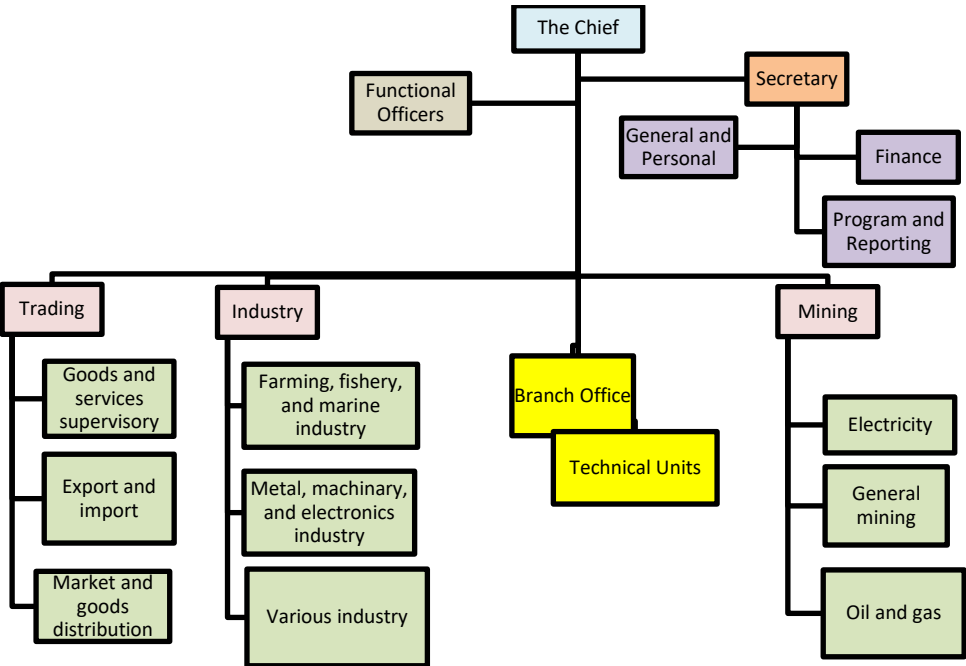 The Chief
Functional
Officers
Secretary
General and
Personal
Finance
Program and
Reporting
Trading
Industry
Mining
Goods and
services
supervisory
Export and
import
Market and
goods
distribution
Farming, fishery,
and marine
industry
Metal, machinary,
and electronics
industry
Various industry
Branch Office
Technical Units
Electricity
General
mining
Oil and gas